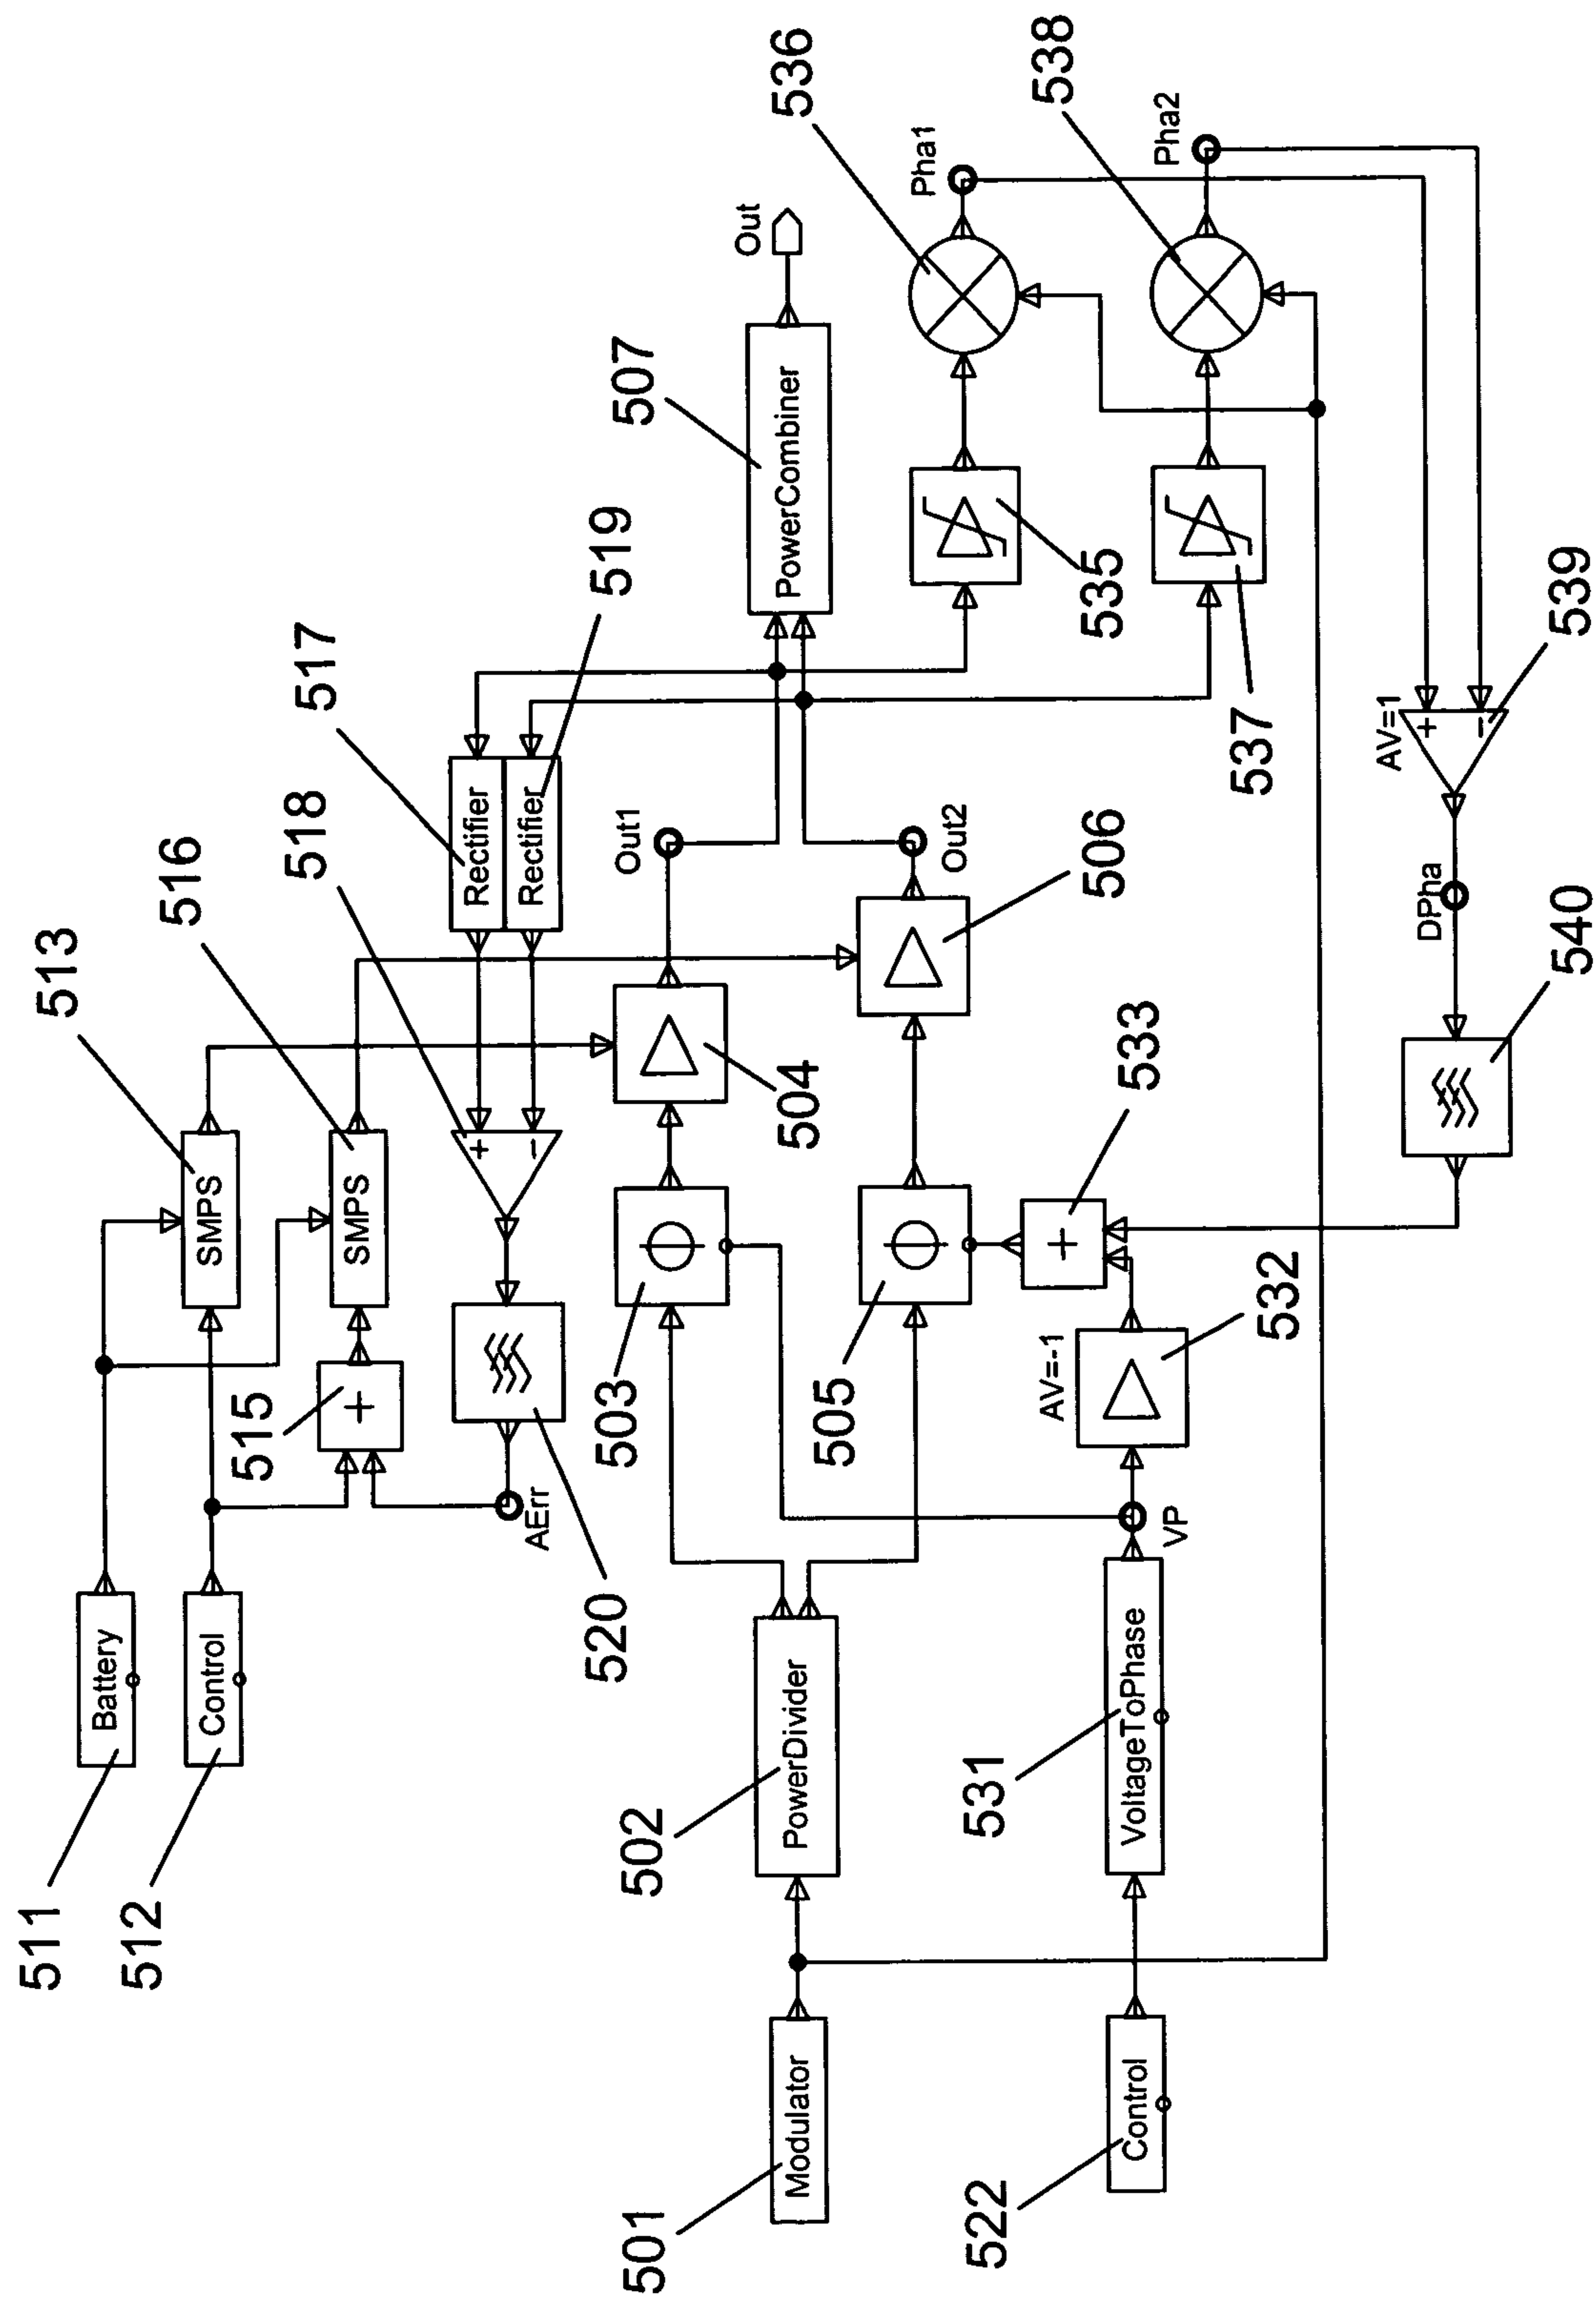 511
Battery
512
Control
513
SMPS
516
SMPS
515
+
517
Rectifier
519
Rectifier
518
+
−
520
AErr
501
Modulator
502
PowerDivider
503
504
Out1
505
506
Out2
507
PowerCombiner
Out
522
Control
531
VoltageToPhase
VP
AV=-1
532
533
+
535
536
Pha1
537
538
Pha2
AV=1
+
−
539
DPha
540